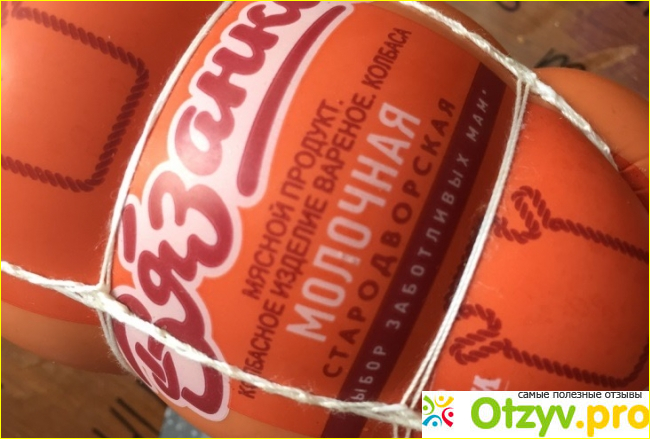 Вязанка
МЯСНОЙ ПРОДУКТ.
КОЛБАСНОЕ ИЗДЕЛИЕ ВАРЕНОЕ. КОЛБАСА
МОЛОЧНАЯ
СТАРОДВОРСКАЯ
ВЫБОР ЗАБОТЛИВЫХ МАМ*
самые полезные отзывы
Otzyv.pro